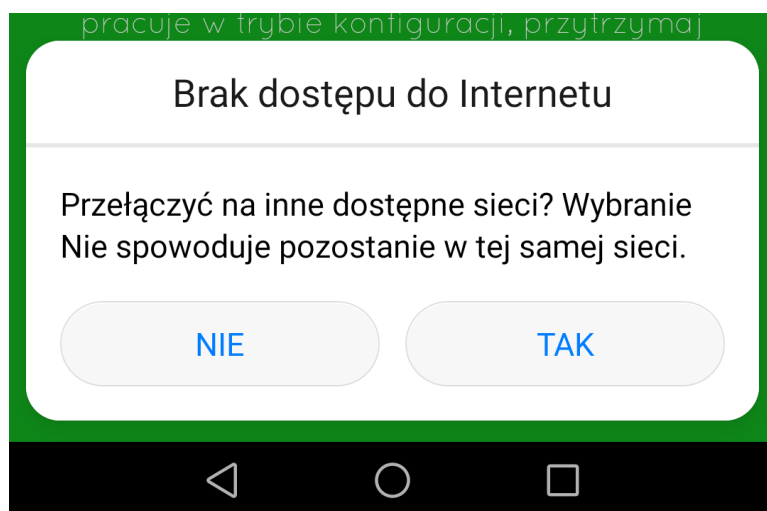 pracuje w trybie konfiguracji, przytrzymaj
Brak dostępu do Internetu
Przełączyć na inne dostępne sieci? Wybranie
Nie spowoduje pozostanie w tej samej sieci.
NIE TAK